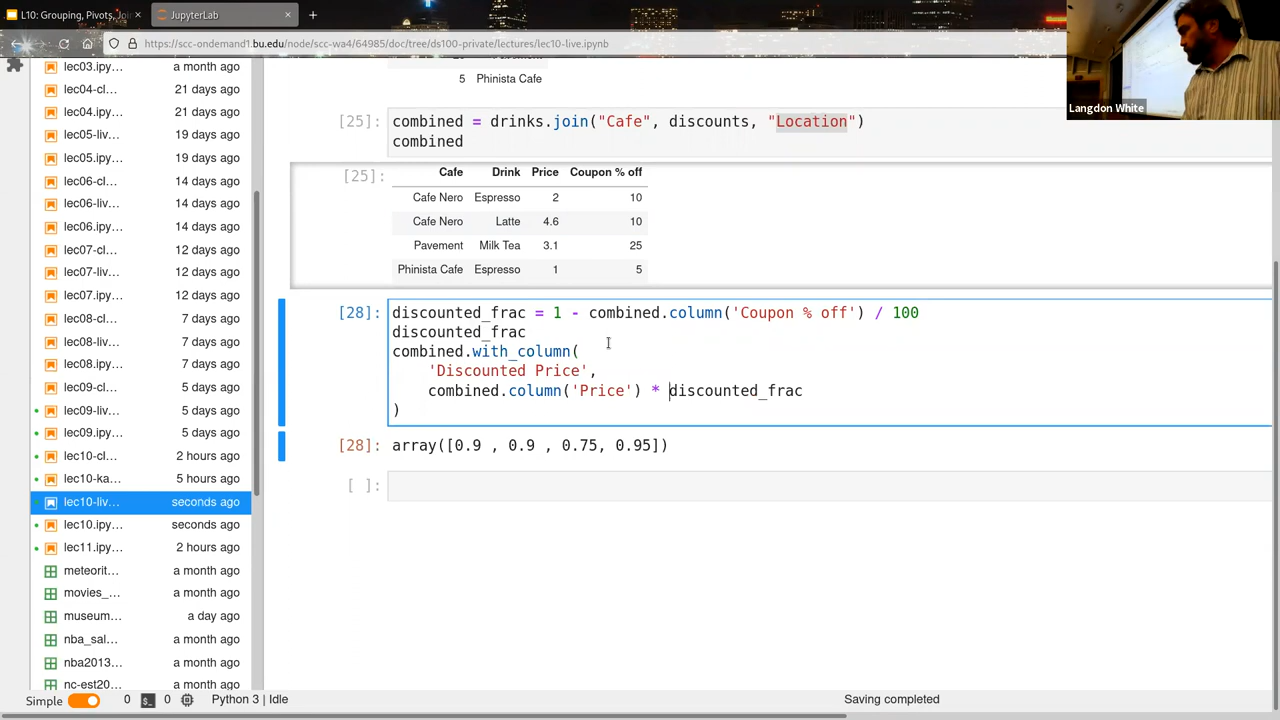 L10: Grouping, Pivots, Joi
JupyterLab
https://scc-ondemand1.bu.edu/node/scc-wa4/64985/doc/tree/ds100-private/lectures/lec10-live.ipynb
Langdon White
lec03.ipy… a month ago
lec04-cl… 21 days ago
lec04.ipy… 21 days ago
lec05-liv… 19 days ago
lec05.ipy… 19 days ago
lec06-cl… 14 days ago
lec06-liv… 14 days ago
lec06.ipy… 14 days ago
lec07-cl… 12 days ago
lec07-liv… 12 days ago
lec07.ipy… 12 days ago
lec08-cl… 7 days ago
lec08-liv… 7 days ago
lec08.ipy… 7 days ago
lec09-cl… 5 days ago
lec09-liv… 5 days ago
lec09.ipy… 5 days ago
lec10-cl… 2 hours ago
lec10-ka… 5 hours ago
lec10-liv… seconds ago
lec10.ipy… seconds ago
lec11.ipy… 2 hours ago
meteorit… a month ago
movies_… a month ago
museum… a day ago
nba_sal… a month ago
nba2013… a month ago
nc-est20… a month ago
5 Phinista Cafe
[25]: combined = drinks.join("Cafe", discounts, "Location")
combined
[25]: Cafe Drink Price Coupon % off
Cafe Nero Espresso 2 10
Cafe Nero Latte 4.6 10
Pavement Milk Tea 3.1 25
Phinista Cafe Espresso 1 5
[28]: discounted_frac = 1 - combined.column('Coupon % off') / 100
discounted_frac
combined.with_column(
'Discounted Price',
combined.column('Price') * discounted_frac
)
[28]: array([0.9 , 0.9 , 0.75, 0.95])
[ ]:
Simple 0 $_ 0 Python 3 | Idle Saving completed